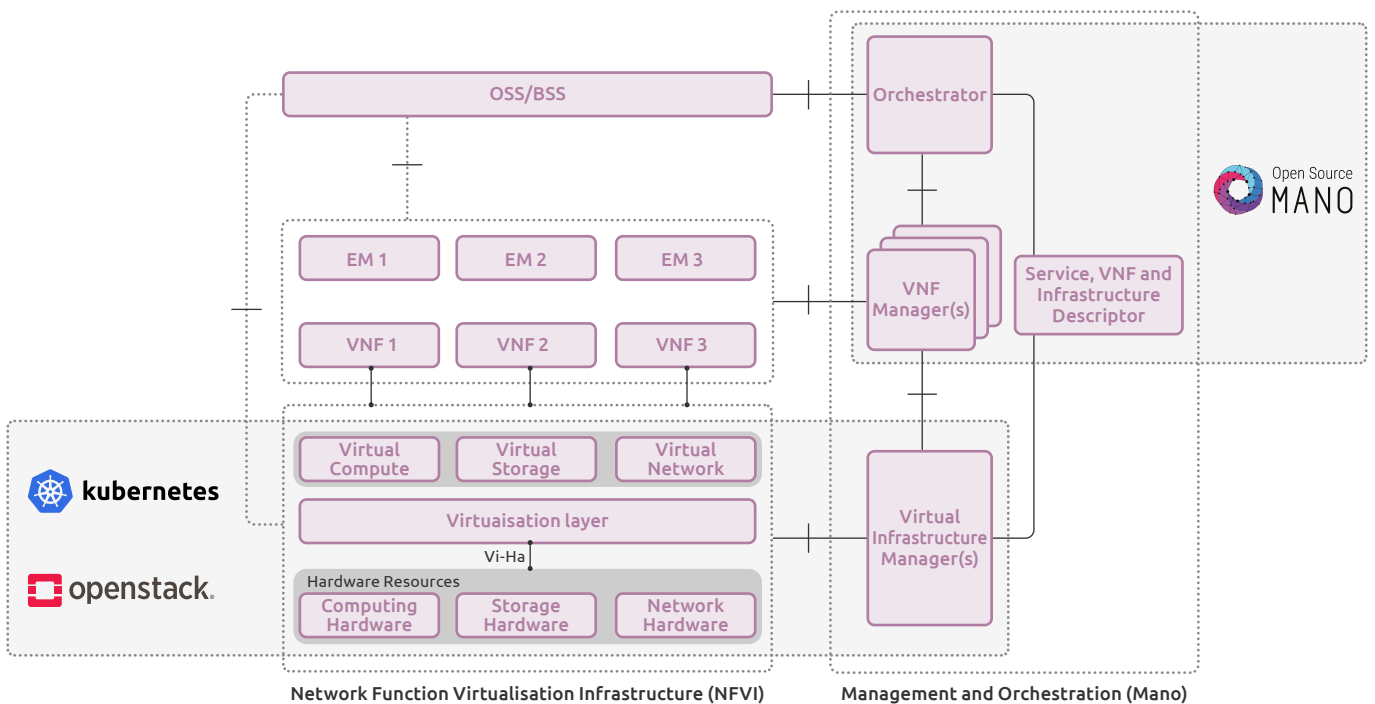 OSS/BSS
Orchestrator
Open Source
MANO
EM 1
EM 2
EM 3
VNF
Manager(s)
Service, VNF and
Infrastructure
Descriptor
VNF 1
VNF 2
VNF 3
kubernetes
openstack.
Virtual
Compute
Virtual
Storage
Virtual
Network
Virtuaisation layer
Vi-Ha
Hardware Resources
Computing
Hardware
Storage
Hardware
Network
Hardware
Virtual
Infrastructure
Manager(s)
Network Function Virtualisation Infrastructure (NFVI)
Management and Orchestration (Mano)